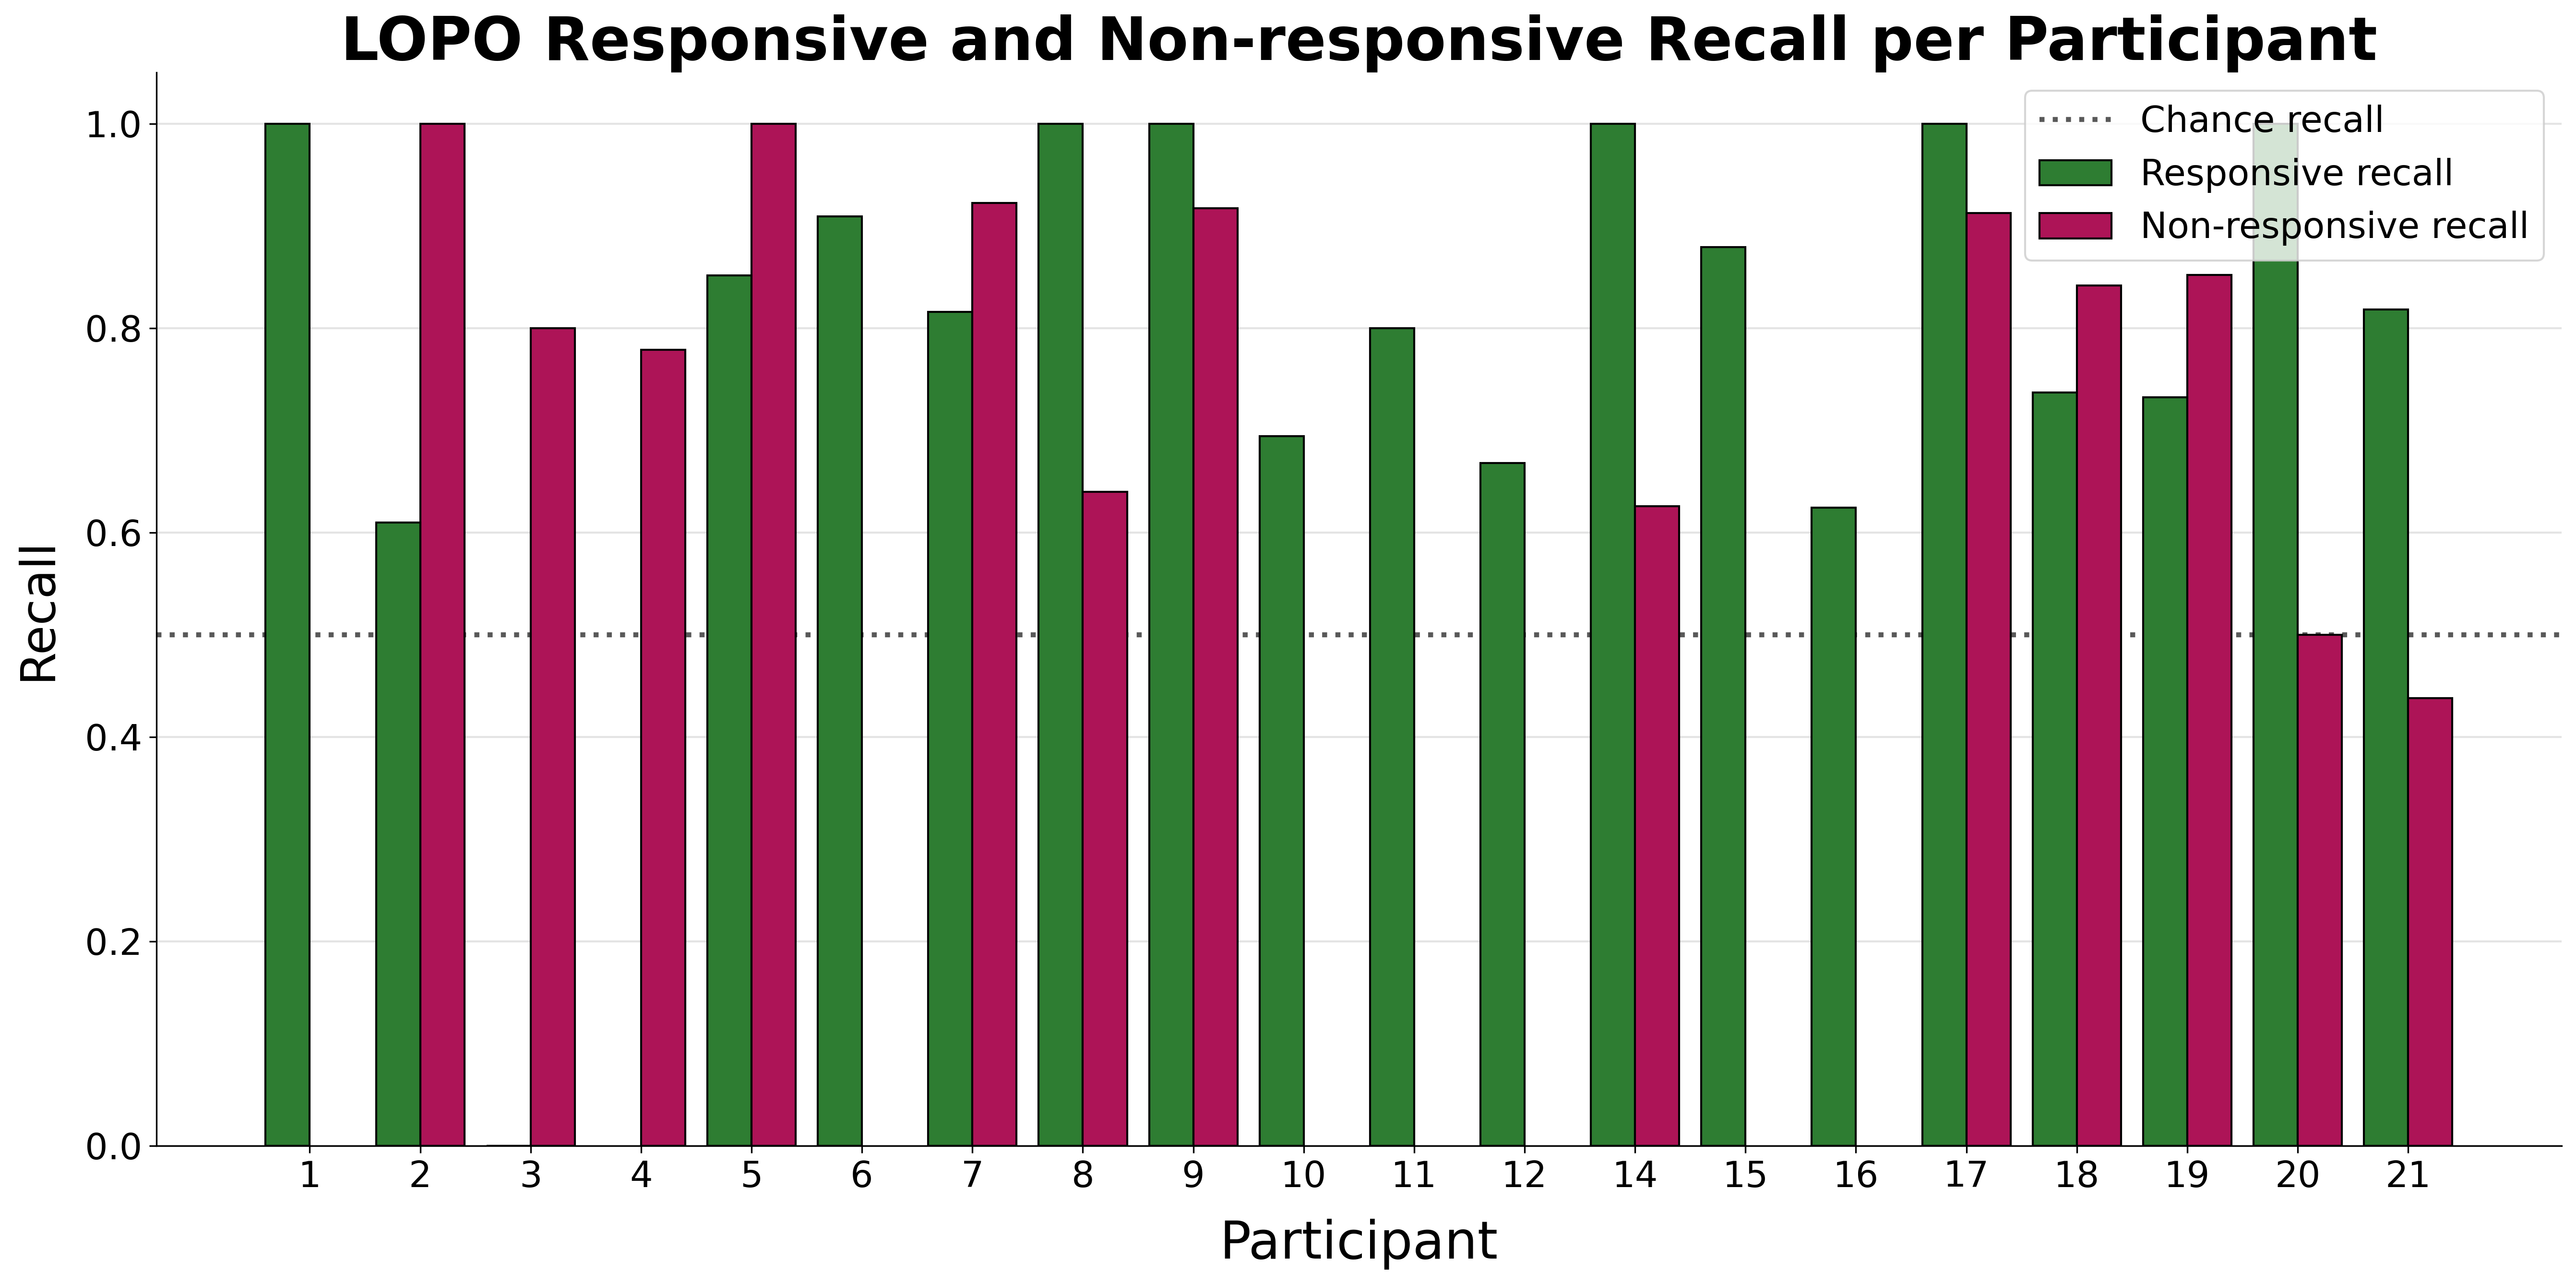 LOPO Responsive and Non-responsive Recall per Participant
Chance recall
Responsive recall
Non-responsive recall
1.0
0.8
0.6
0.4
0.2
0.0
Recall
1 2 3 4 5 6 7 8 9 10 11 12 14 15 16 17 18 19 20 21
Participant